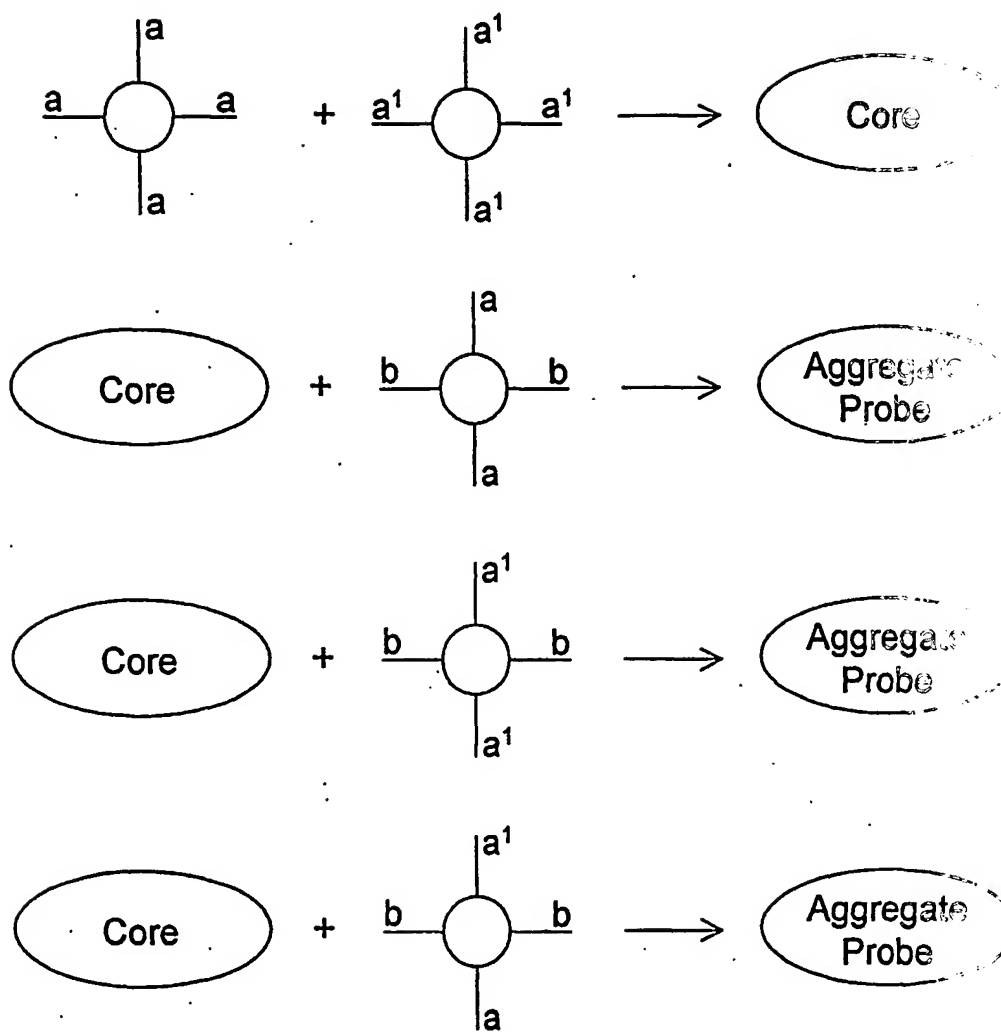 a
a a
a
+
a¹
a¹ a¹
a¹
Core
Core
+
a
b b
a
Aggregate
Probe
Core
+
a¹
b b
a¹
Aggregate
Probe
Core
+
a¹
b b
a
Aggregate
Probe